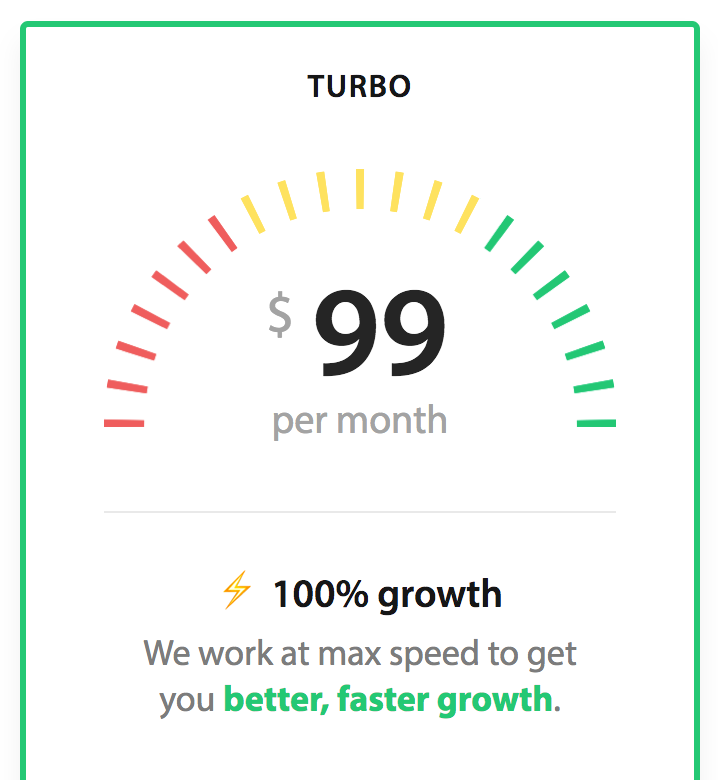 TURBO
$ 99
per month
⚡ 100% growth
We work at max speed to get
you better, faster growth.